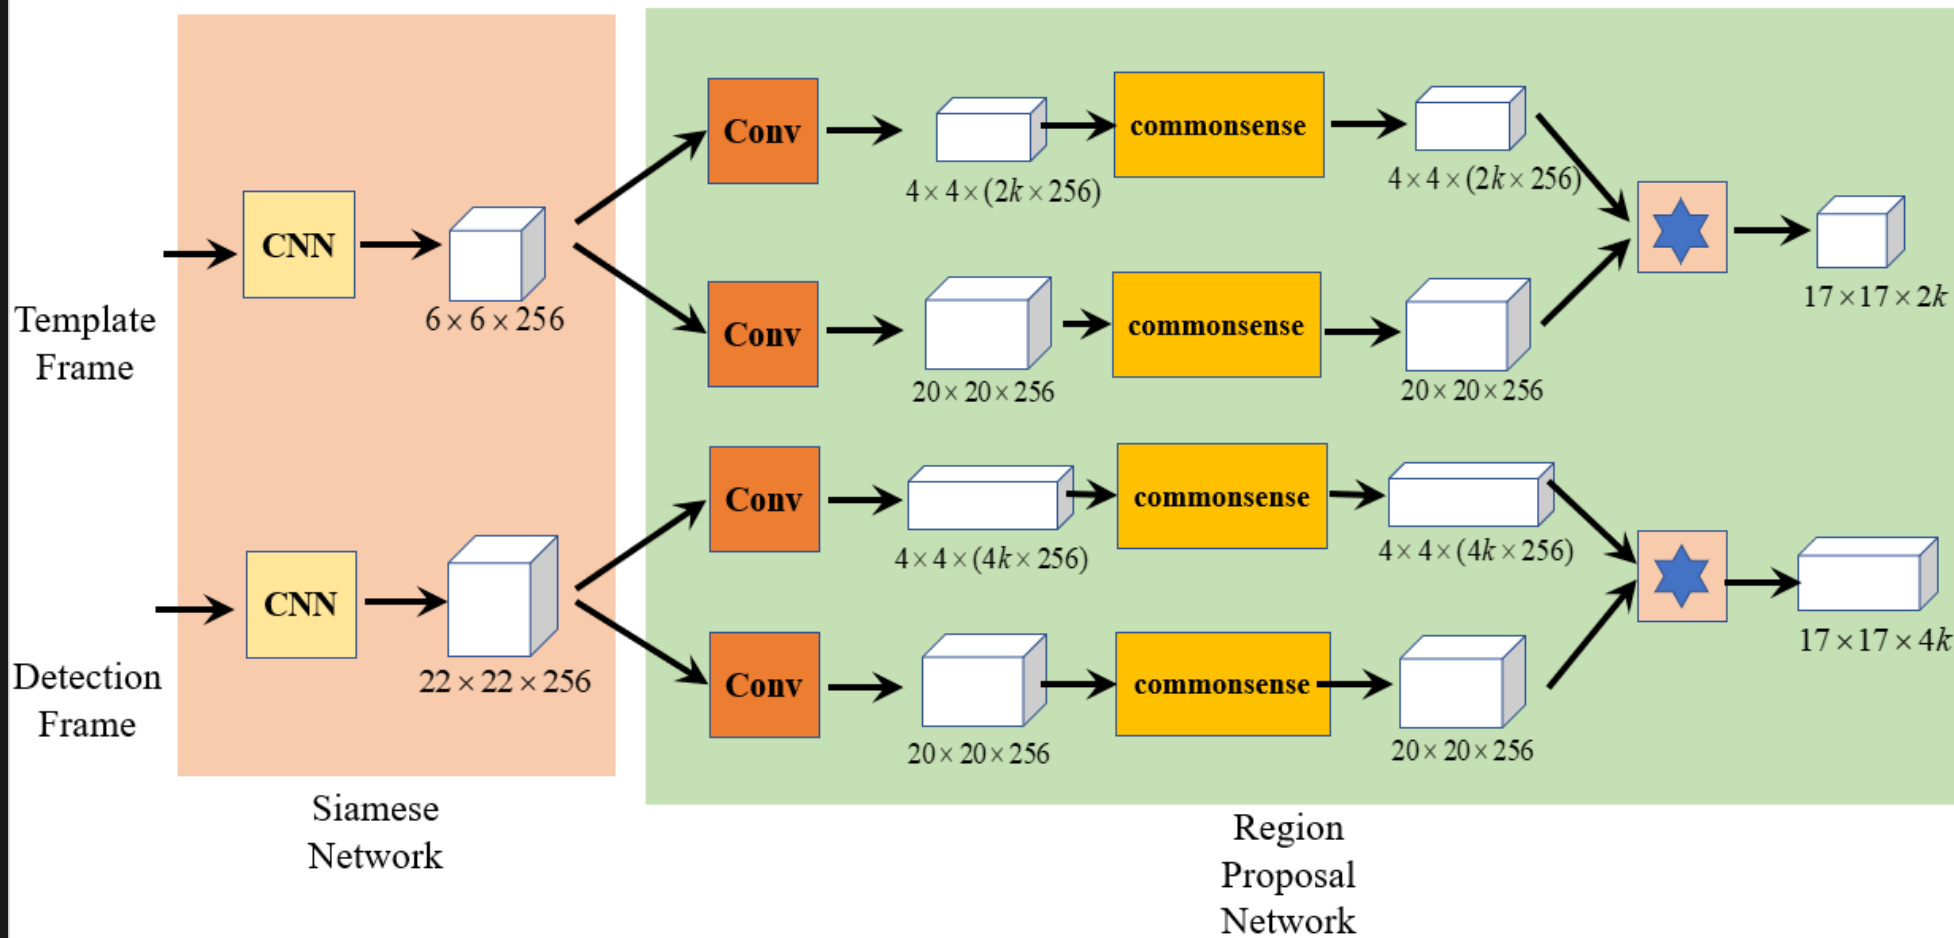 Template
Frame
CNN
6×6×256
Conv
4×4×(2k×256)
commonsense
4×4×(2k×256)
Conv
20×20×256
commonsense
20×20×256
17×17×2k
Detection
Frame
CNN
22×22×256
Conv
4×4×(4k×256)
commonsense
4×4×(4k×256)
Conv
20×20×256
commonsense
20×20×256
17×17×4k
Siamese
Network
Region
Proposal
Network